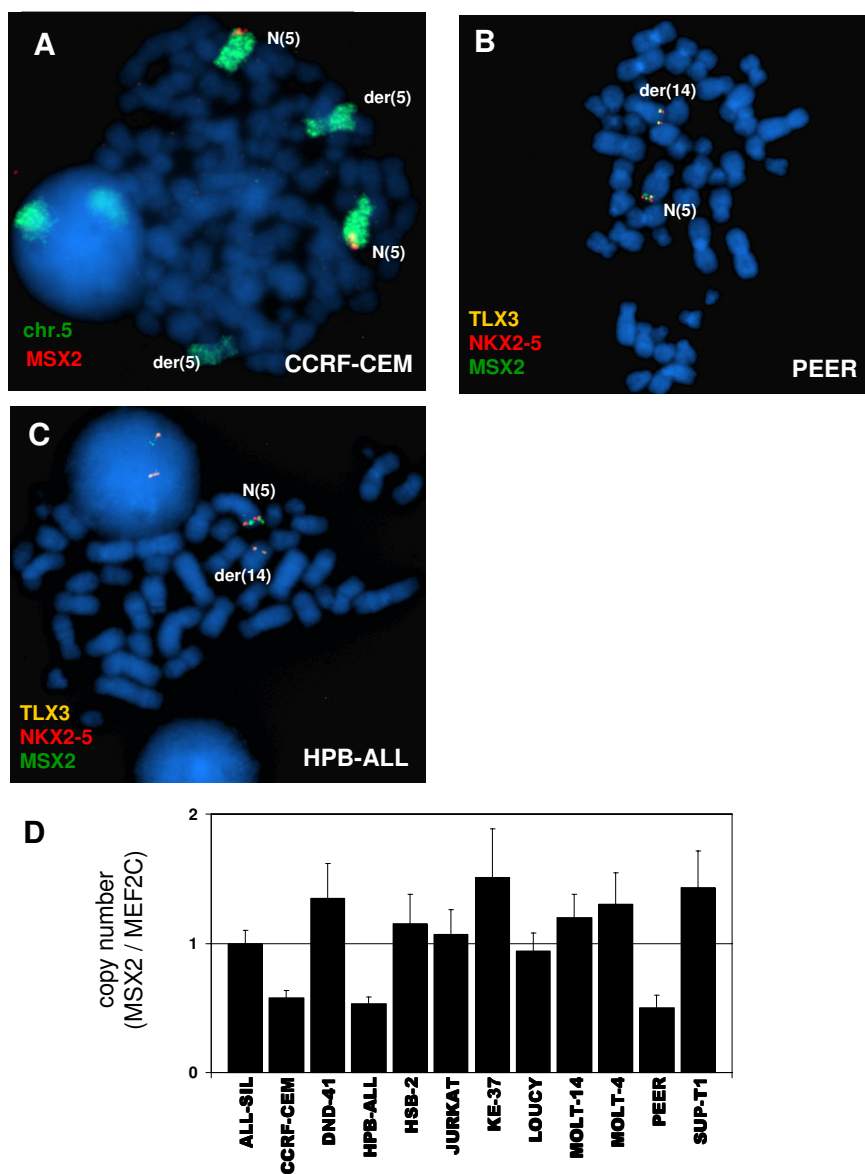 A
N(5)
der(5)
N(5)
chr.5
MSX2
der(5)
CCRF-CEM
B
der(14)
N(5)
TLX3
NKX2-5
MSX2
PEER
C
N(5)
der(14)
TLX3
NKX2-5
MSX2
HPB-ALL
D
copy number
(MSX2 / MEF2C)
2
1
0
ALL-SIL
CCRF-CEM
DND-41
HPB-ALL
HSB-2
JURKAT
KE-37
LOUCY
MOLT-14
MOLT-4
PEER
SUP-T1